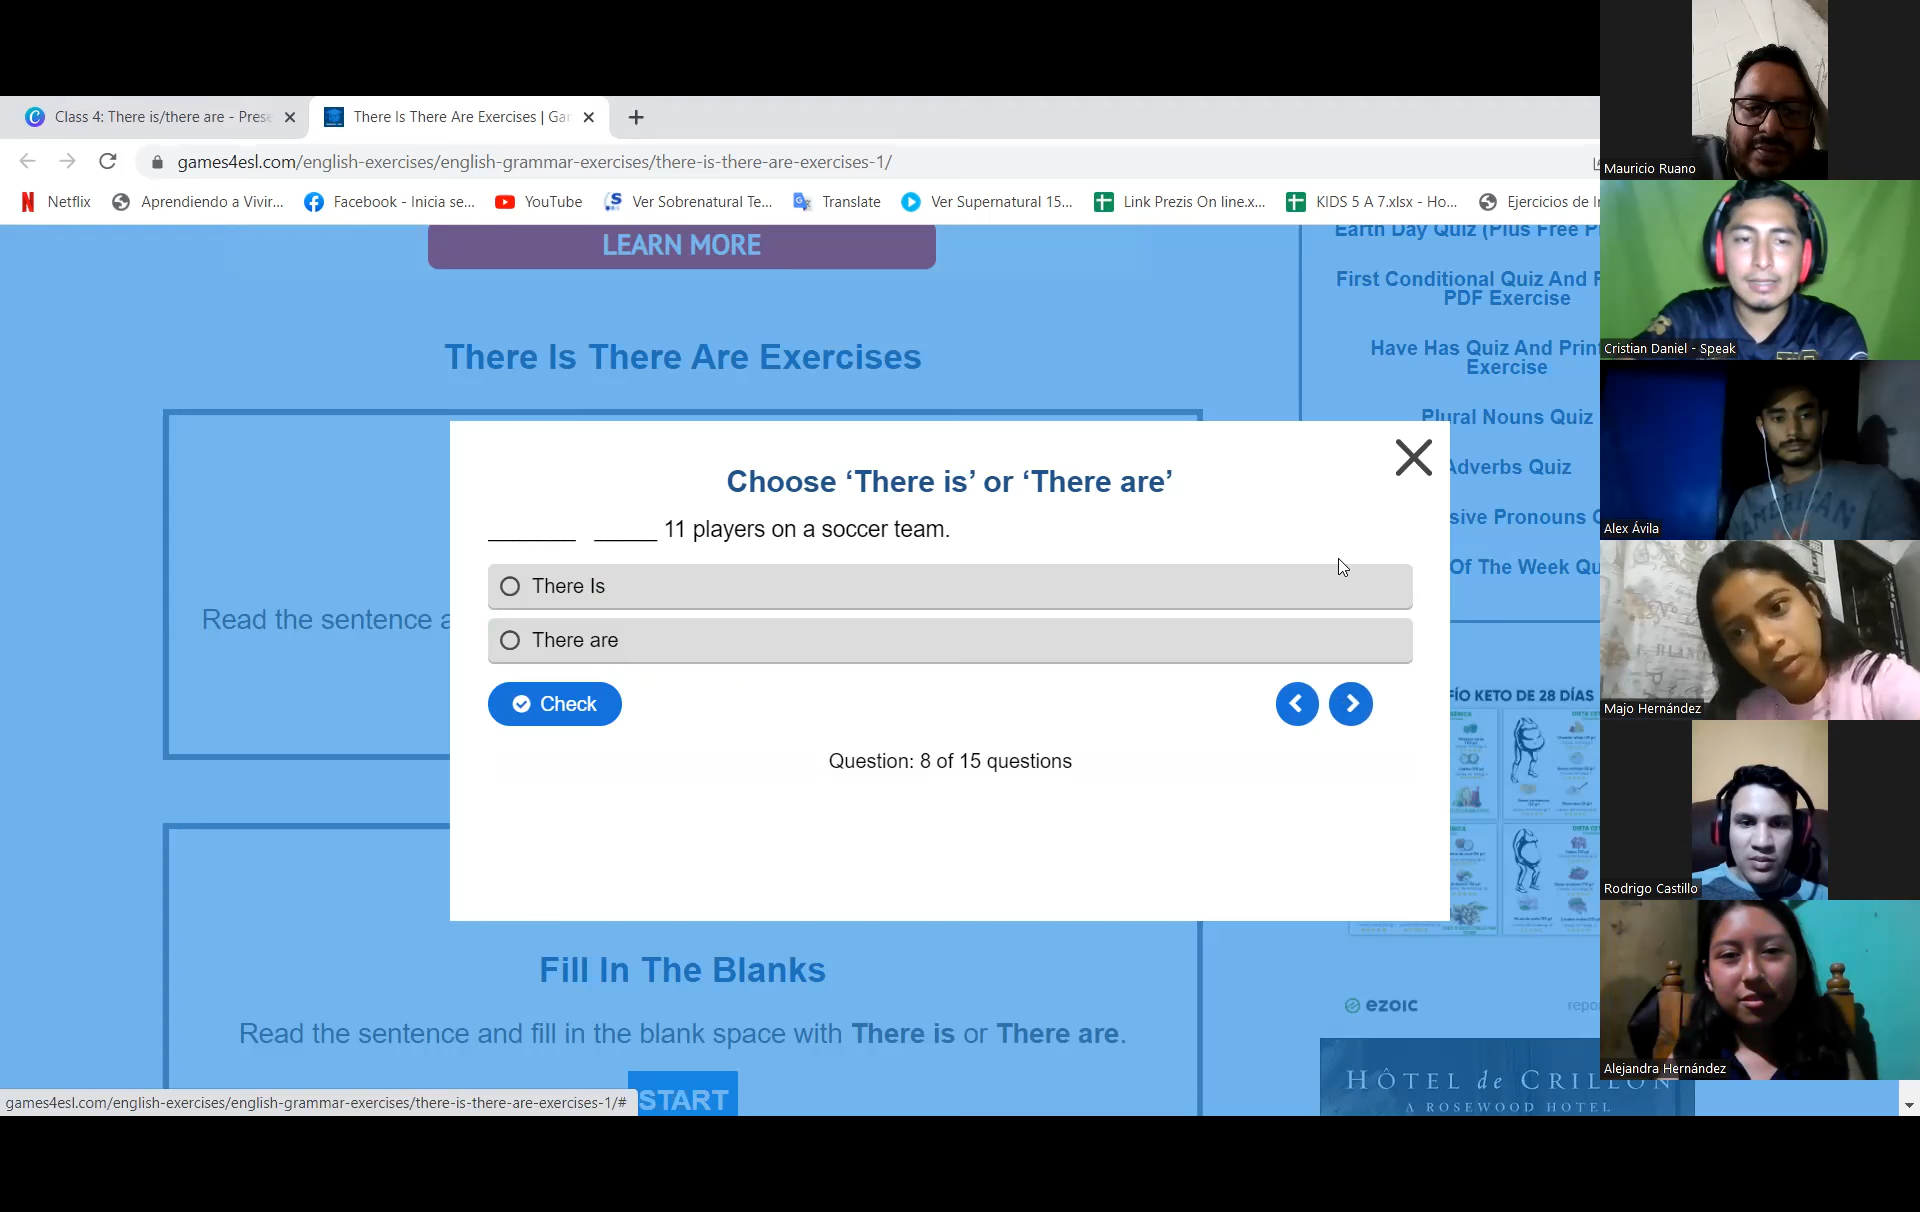 Class 4: There is/there are - Prese
There Is There Are Exercises | Gar
games4esl.com/english-exercises/english-grammar-exercises/there-is-there-are-exercises-1/
Netflix
Aprendiendo a Vivir...
Facebook - Inicia se...
YouTube
Ver Sobrenatural Te...
Translate
Ver Supernatural 15...
Link Prezis On line.x...
KIDS 5 A 7.xlsx - Ho...
Ejercicios de I
LEARN MORE
There Is There Are Exercises
Read the sentence a
Choose ‘There is’ or ‘There are’
_______ _____ 11 players on a soccer team.
There Is
There are
Check
Question: 8 of 15 questions
Fill In The Blanks
Read the sentence and fill in the blank space with There is or There are.
START
games4esl.com/english-exercises/english-grammar-exercises/there-is-there-are-exercises-1/#
Earth Day Quiz (Plus Free P
First Conditional Quiz And F
PDF Exercise
Have Has Quiz And Prin
Exercise
Plural Nouns Quiz
Adverbs Quiz
sive Pronouns
Of The Week Qu
FÍO KETO DE 28 DÍAS
ezoic
repo
HÔTEL de CRILLON
A ROSEWOOD HOTEL
Mauricio Ruano
Cristian Daniel - Speak
Alex Ávila
Majo Hernández
Rodrigo Castillo
Alejandra Hernández